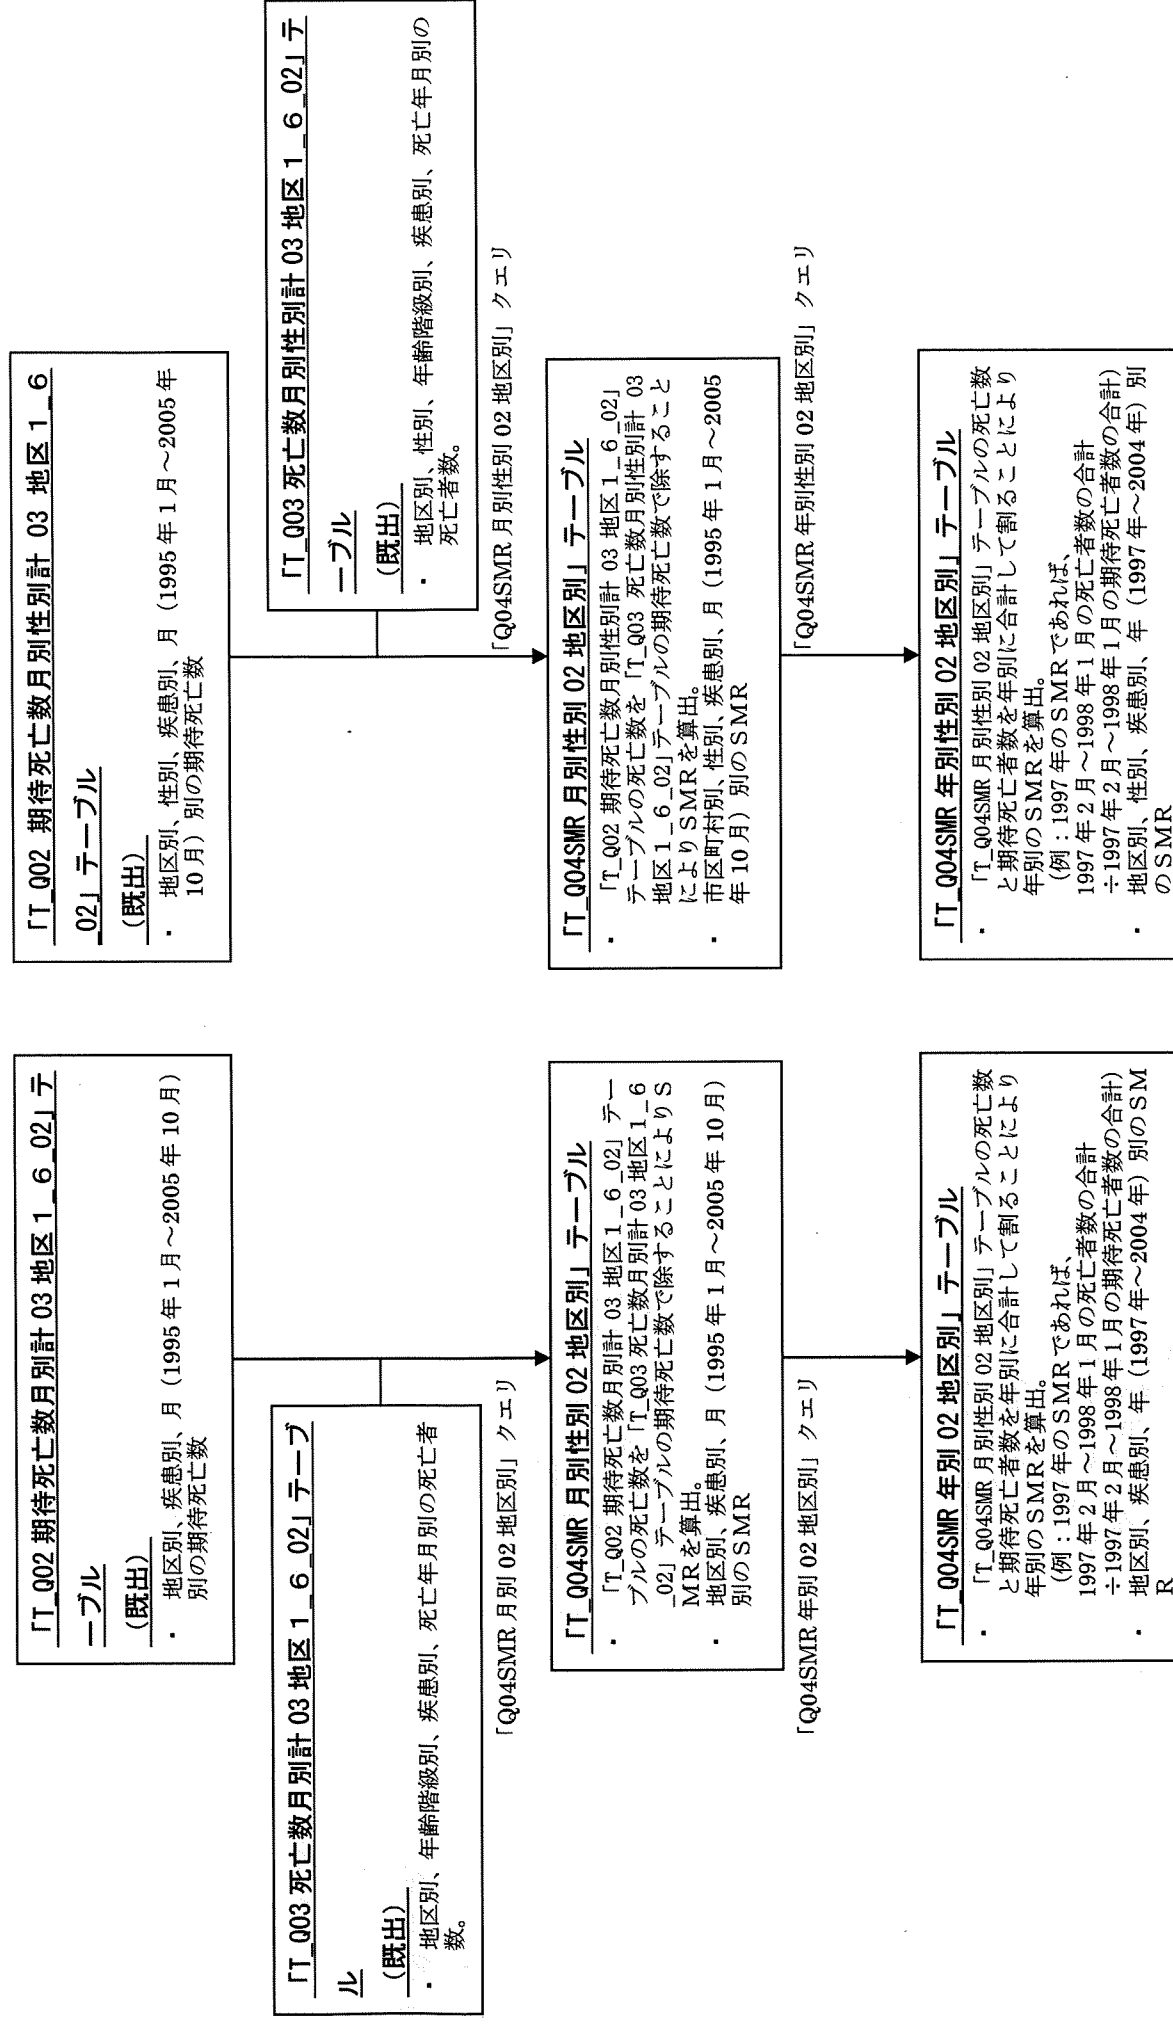 「T_Q02 期待死亡数月別計 03 地区 1_6_02」テ
ーブル
(既出)
・ 地区別、疾患別、月（1995 年 1 月～2005 年 10 月）
別の期待死亡数
「T_Q03 死亡数月別計 03 地区 1_6_02」テーブ
ル
(既出)
・ 地区別、年齢階級別、疾患別、死亡年月別の死亡者
数。
「Q04SMR 月別 02 地区別」クエリ
「T_Q04SMR 月別性別 02 地区別」テーブル
・ 「T_Q02 期待死亡数月別計 03 地区 1_6_02」テー
ブルの死亡数を「T_Q03 死亡数月別計 03 地区 1_6
_02」テーブルの期待死亡数で除することによりＳ
ＭＲを算出。
・ 地区別、疾患別、月（1995 年 1 月～2005 年 10 月）
別のＳＭＲ
「Q04SMR 年別 02 地区別」クエリ
「T_Q04SMR 年別 02 地区別」テーブル
・ 「T_Q04SMR 月別性別 02 地区別」テーブルの死亡数
と期待死亡者数を年別に合計して割ることにより
年別のＳＭＲを算出。
(例：1997 年のＳＭＲであれば、
1997 年 2 月～1998 年 1 月の死亡者数の合計
÷1997 年 2 月～1998 年 1 月の期待死亡者数の合計)
・ 地区別、疾患別、年（1997 年～2004 年）別のＳＭ
Ｒ
「T_Q02 期待死亡数月別性別計 03 地区 1_6
_02」テーブル
(既出)
・ 地区別、性別、疾患別、月（1995 年 1 月～2005 年
10 月）別の期待死亡数
「T_Q03 死亡数月別性別計 03 地区 1_6_02」テ
ーブル
(既出)
・ 地区別、性別、年齢階級別、疾患別、死亡年月別の
死亡者数。
「Q04SMR 月別性別 02 地区別」クエリ
「T_Q04SMR 月別性別 02 地区別」テーブル
・ 「T_Q02 期待死亡数月別性別計 03 地区 1_6_02」
テーブルの死亡数を「T_Q03 死亡数月別性別計 03
地区 1_6_02」テーブルの期待死亡数で除すること
によりＳＭＲを算出。
・ 市区町村別、性別、疾患別、月（1995 年 1 月～2005
年 10 月）別のＳＭＲ
「Q04SMR 年別性別 02 地区別」クエリ
「T_Q04SMR 年別性別 02 地区別」テーブル
・ 「T_Q04SMR 月別性別 02 地区別」テーブルの死亡数
と期待死亡者数を年別に合計して割ることにより
年別のＳＭＲを算出。
(例：1997 年のＳＭＲであれば、
1997 年 2 月～1998 年 1 月の死亡者数の合計
÷1997 年 2 月～1998 年 1 月の期待死亡者数の合計)
・ 地区別、性別、疾患別、年（1997 年～2004 年）別
のＳＭＲ